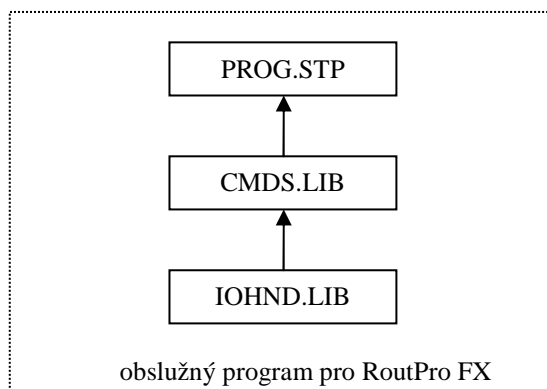 PROG.STP
CMDS.LIB
IOHND.LIB
obslužný program pro RoutPro FX